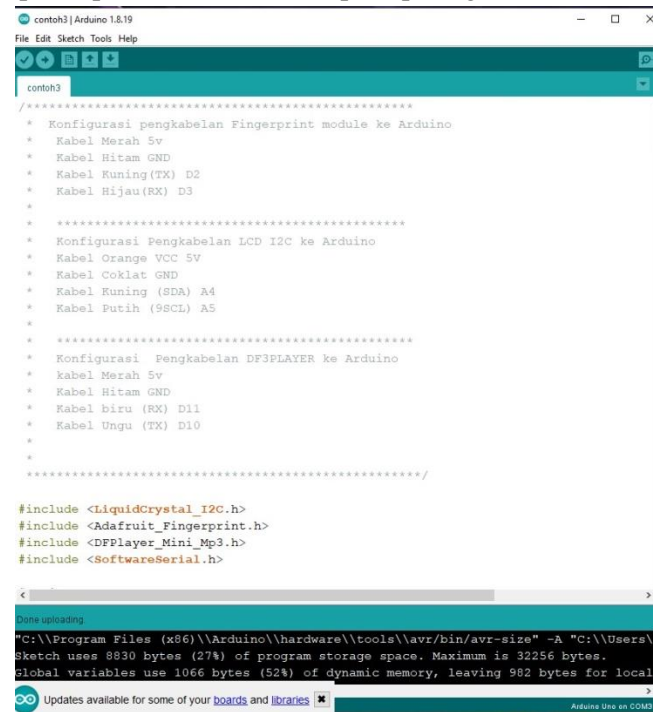 contoh3 | Arduino 1.8.19
File Edit Sketch Tools Help
contoh3
/***************************************************
* Konfigurasi pengkabelan Fingerprint module ke Arduino
* Kabel Merah 5v
* Kabel Hitam GND
* Kabel Kuning(TX) D2
* Kabel Hijau(RX) D3
*
* **********************************************
* Konfigurasi Pengkabelan LCD I2C ke Arduino
* Kabel Orange VCC 5V
* Kabel Coklat GND
* Kabel Kuning (SDA) A4
* Kabel Putih (9SCL) A5
*
* ***********************************************
* Konfigurasi Pengkabelan DF3PLAYER ke Arduino
* kabel Merah 5v
* Kabel Hitam GND
* Kabel biru (RX) D11
* Kabel Ungu (TX) D10
*
*
****************************************************/
#include <LiquidCrystal_I2C.h>
#include <Adafruit_Fingerprint.h>
#include <DFPlayer_Mini_Mp3.h>
#include <SoftwareSerial.h>
Done uploading.
"C:\\Program Files (x86)\\Arduino\\hardware\\tools\\avr/bin/avr-size" -A "C:\\Users\
Sketch uses 8830 bytes (27%) of program storage space. Maximum is 32256 bytes.
Global variables use 1066 bytes (52%) of dynamic memory, leaving 982 bytes for local
Updates available for some of your boards and libraries
Arduino Uno on COM3